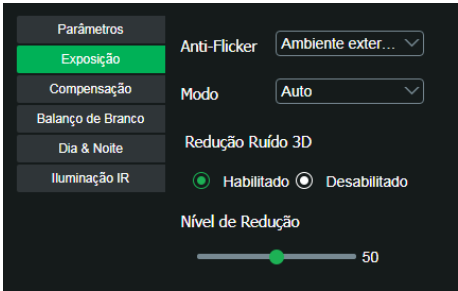 Parâmetros
Exposição
Compensação
Balanço de Branco
Dia & Noite
Iluminação IR
Anti-Flicker Ambiente exter...
Modo Auto
Redução Ruído 3D
Habilitado Desabilitado
Nível de Redução
50